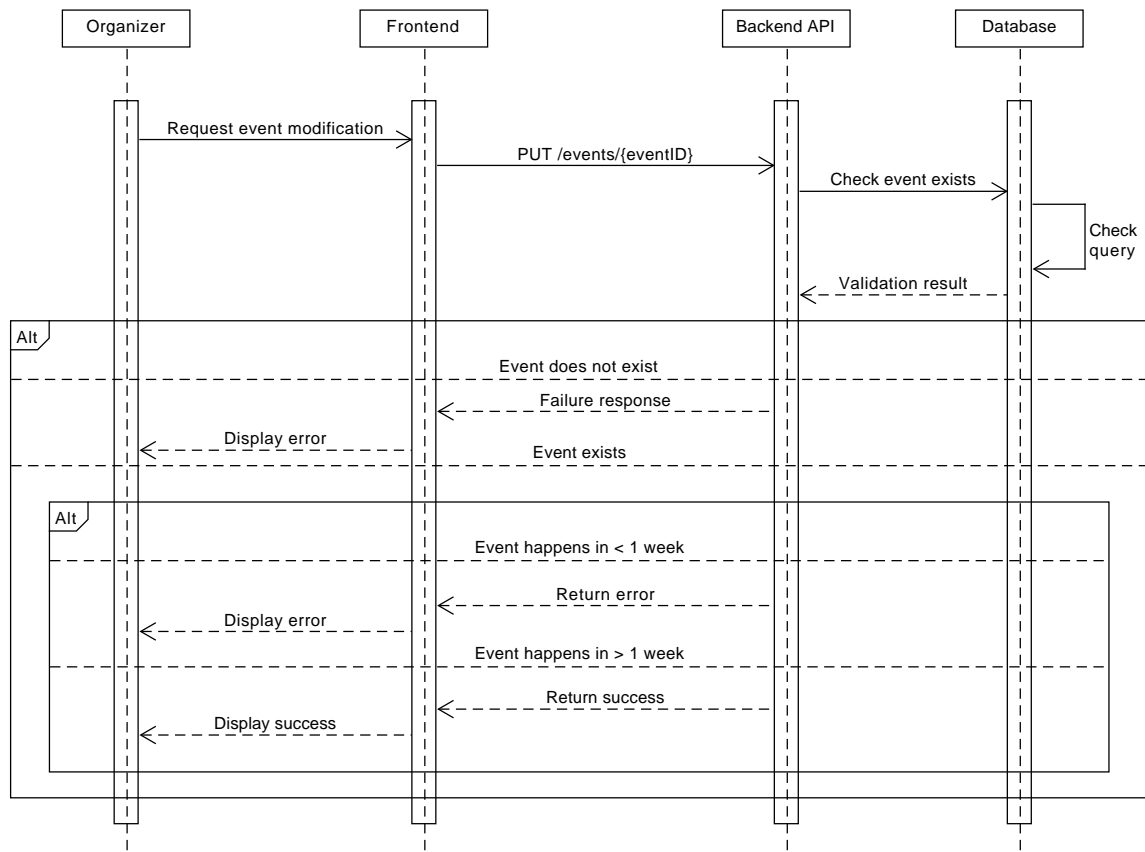 Organizer
Frontend
Backend API
Database
Request event modification
PUT /events/{eventID}
Check event exists
Check
query
Validation result
Alt
Event does not exist
Failure response
Display error
Event exists
Alt
Event happens in < 1 week
Return error
Display error
Event happens in > 1 week
Return success
Display success